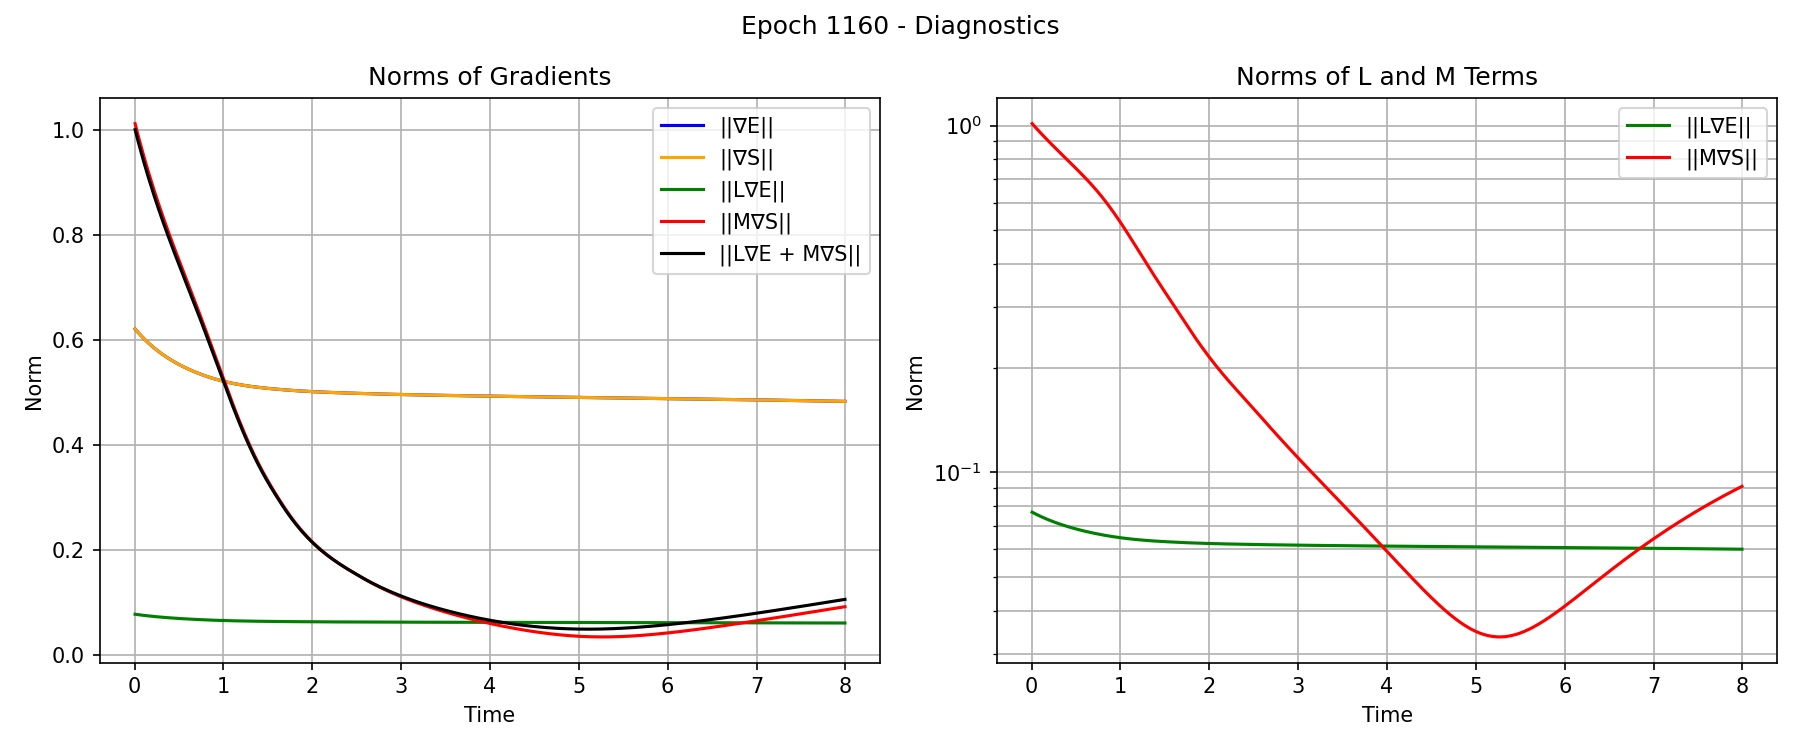 Epoch 1160 - Diagnostics
Norms of Gradients
Norm
1.0
0.8
0.6
0.4
0.2
0.0
||∇E||
||∇S||
||L∇E||
||M∇S||
||L∇E + M∇S||
0 1 2 3 4 5 6 7 8
Time
Norms of L and M Terms
Norm
10⁰
10⁻¹
||L∇E||
||M∇S||
0 1 2 3 4 5 6 7 8
Time